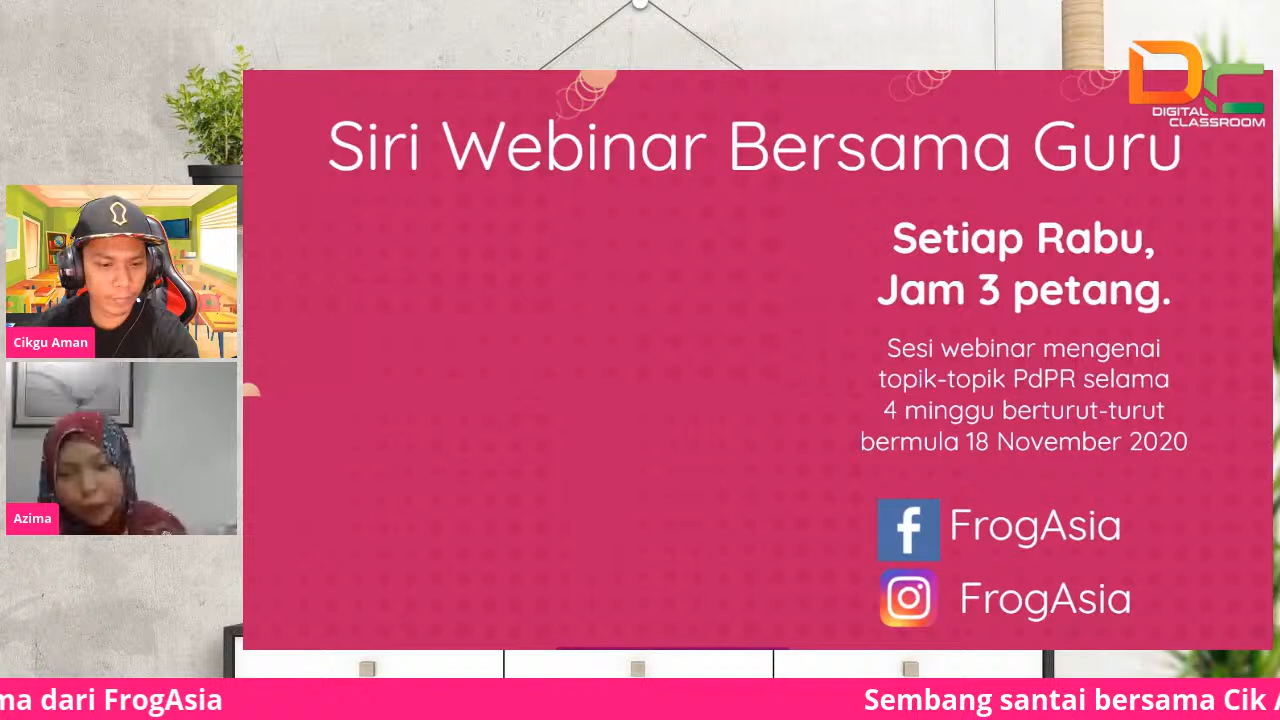 DIGITAL
CLASSROOM
Siri Webinar Bersama Guru
Setiap Rabu,
Jam 3 petang.
Sesi webinar mengenai
topik-topik PdPR selama
4 minggu berturut-turut
bermula 18 November 2020
FrogAsia
FrogAsia
Cikgu Aman
Azima
ma dari FrogAsia
Sembang santai bersama Cik A